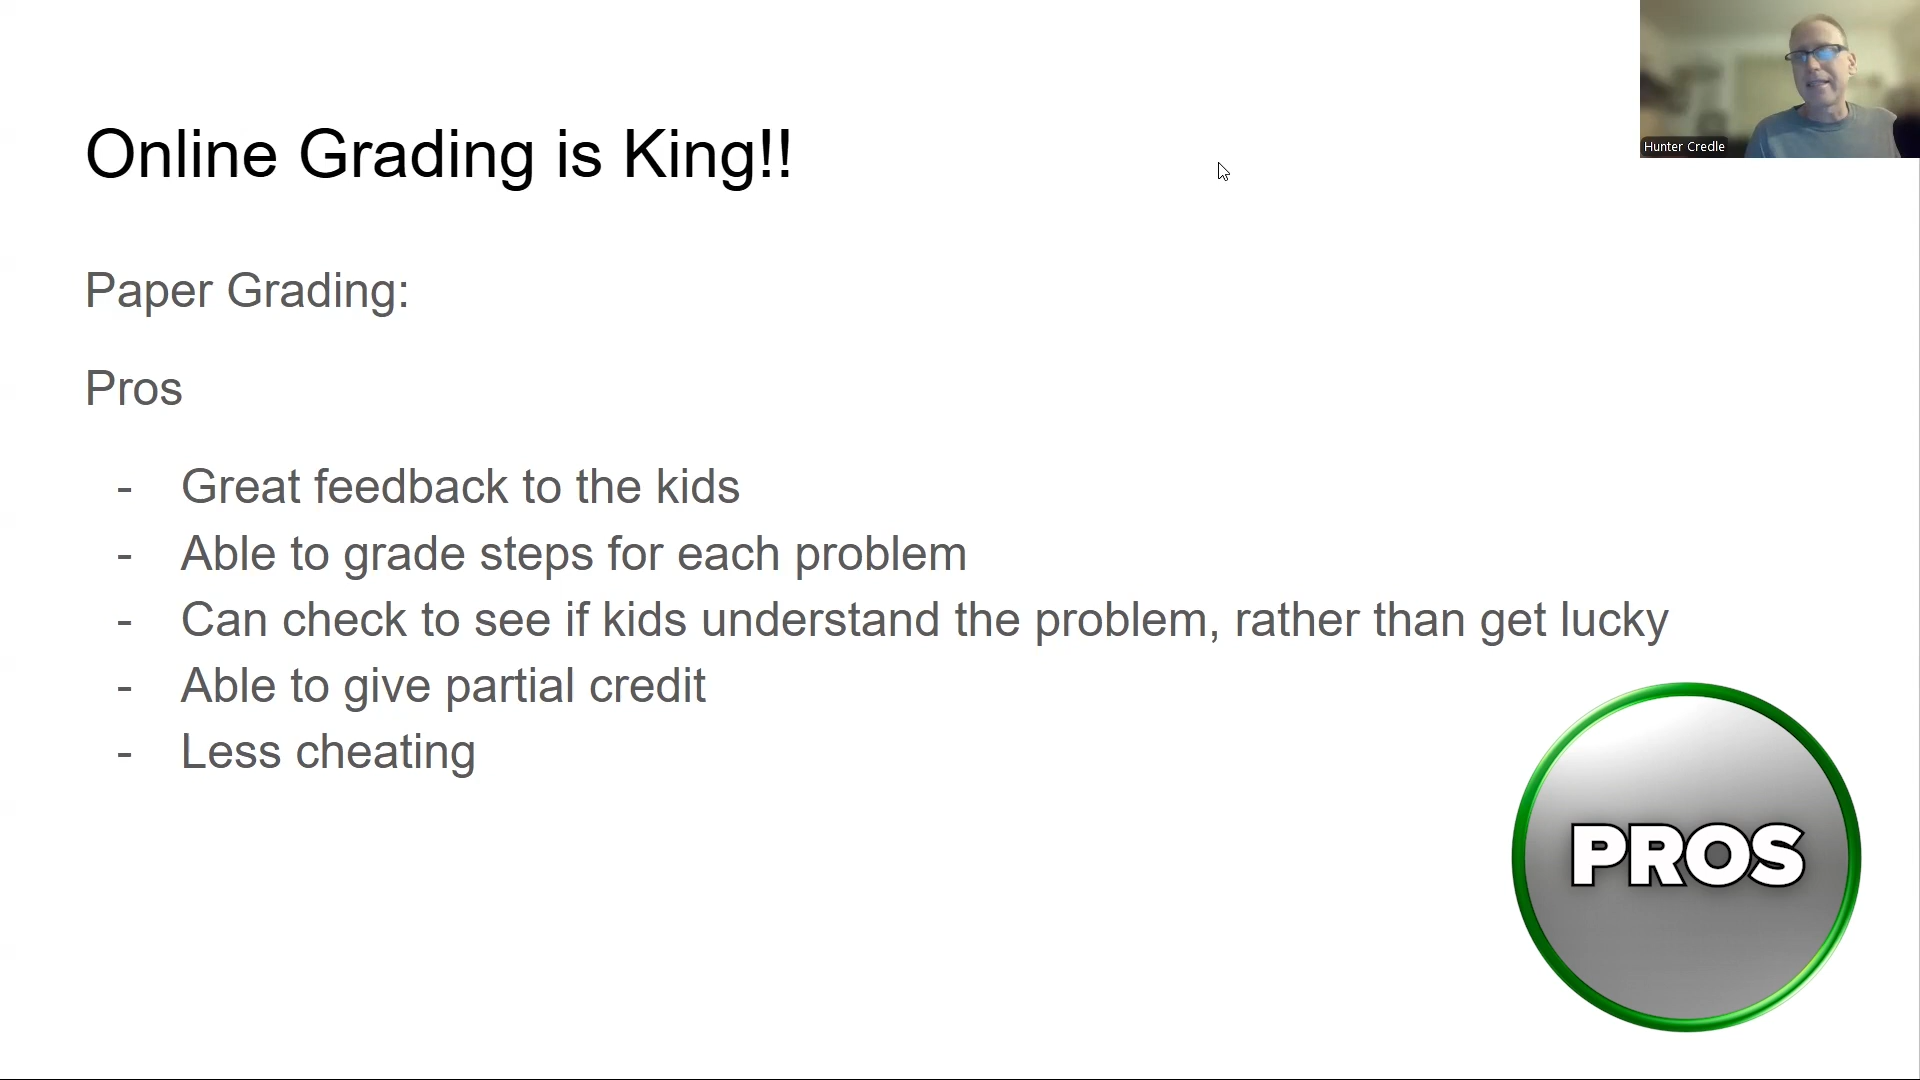 Online Grading is King!!
Hunter Credle
Paper Grading:
Pros
- Great feedback to the kids
- Able to grade steps for each problem
- Can check to see if kids understand the problem, rather than get lucky
- Able to give partial credit
- Less cheating
PROS